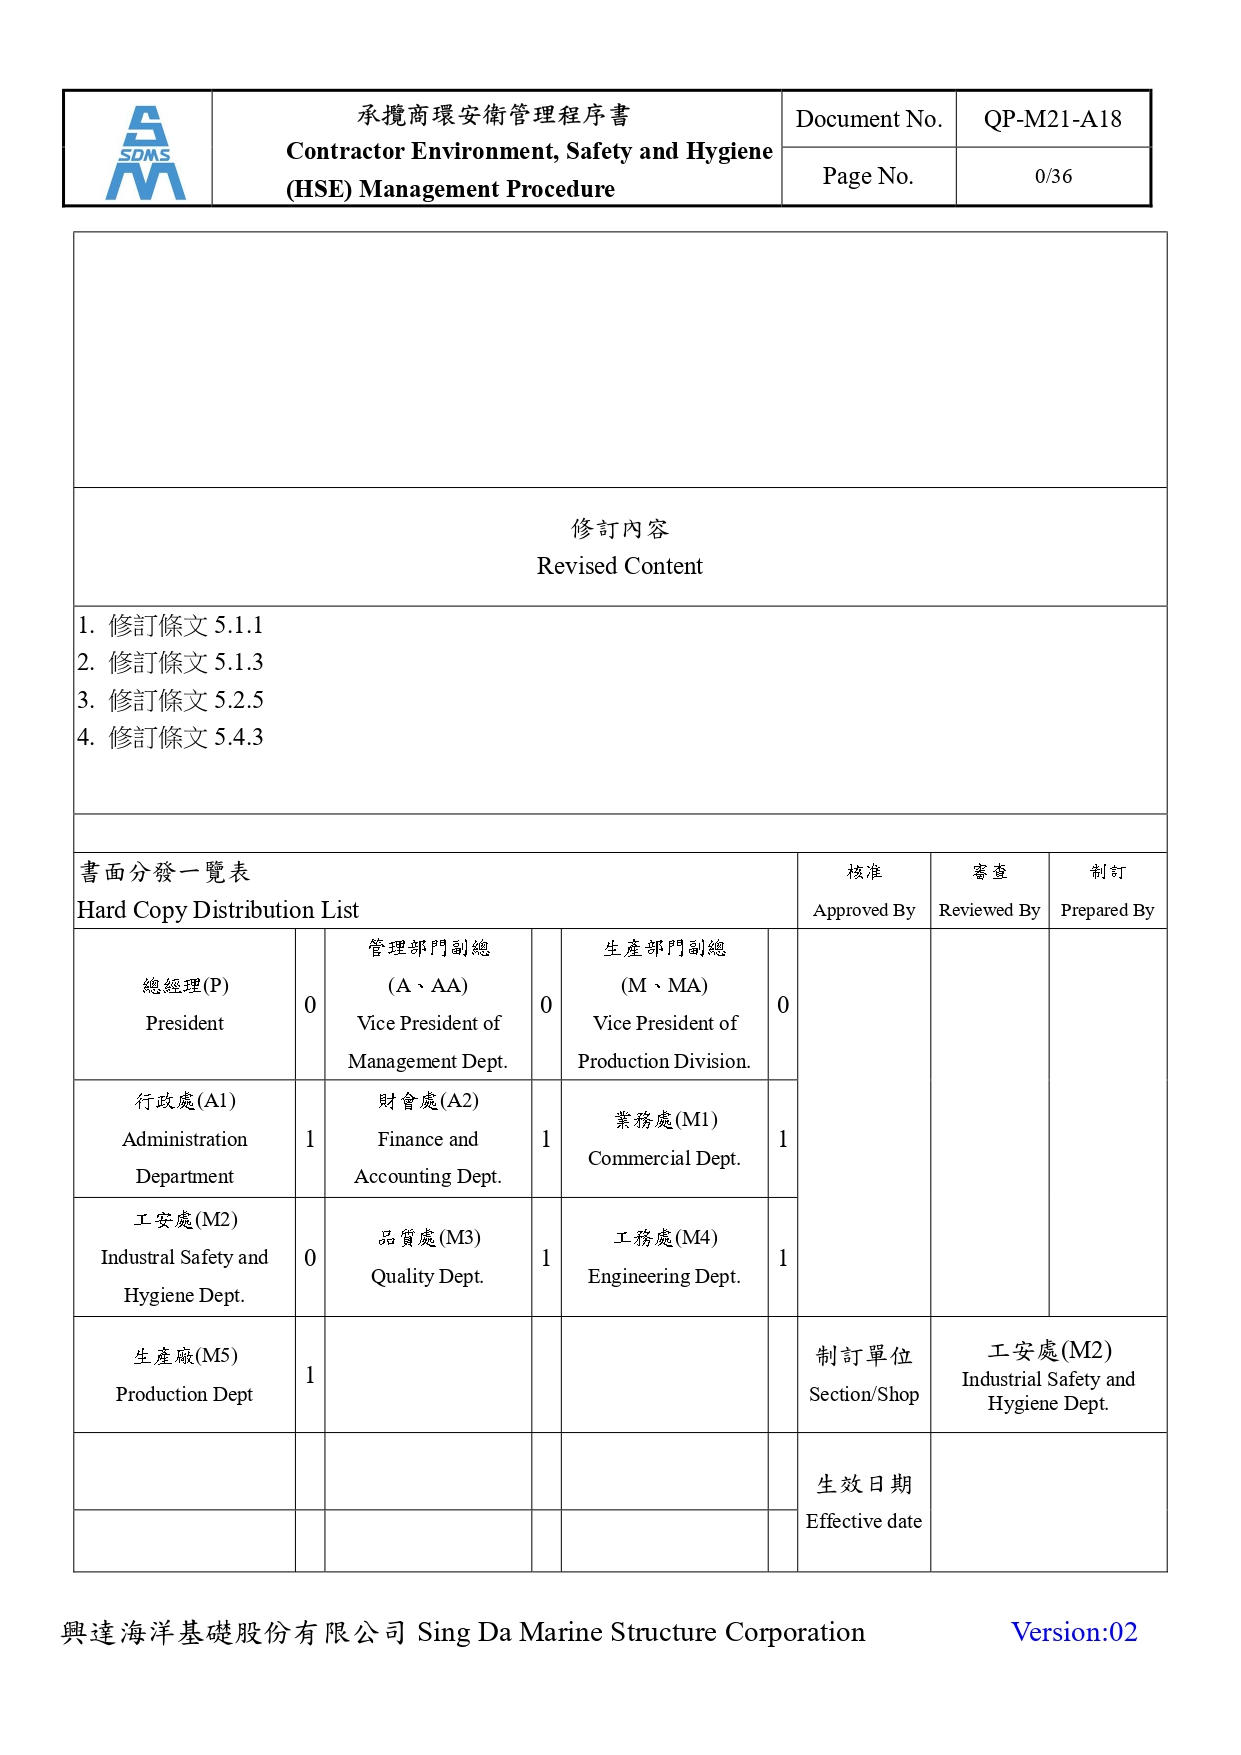 SDMS
承攬商環安衛管理程序書
Contractor Environment, Safety and Hygiene
(HSE) Management Procedure
Document No.
QP-M21-A18
Page No.
0/36
修訂內容
Revised Content
1. 修訂條文 5.1.1
2. 修訂條文 5.1.3
3. 修訂條文 5.2.5
4. 修訂條文 5.4.3
書面分發一覽表
Hard Copy Distribution List
核准
Approved By
審查
Reviewed By
制訂
Prepared By
總經理(P)
President
0
管理部門副總
(A、AA)
Vice President of
Management Dept.
0
生產部門副總
(M、MA)
Vice President of
Production Division.
0
行政處(A1)
Administration
Department
1
財會處(A2)
Finance and
Accounting Dept.
1
業務處(M1)
Commercial Dept.
1
工安處(M2)
Industral Safety and
Hygiene Dept.
0
品質處(M3)
Quality Dept.
1
工務處(M4)
Engineering Dept.
1
生產廠(M5)
Production Dept
1
制訂單位
Section/Shop
工安處(M2)
Industrial Safety and
Hygiene Dept.
生效日期
Effective date
興達海洋基礎股份有限公司 Sing Da Marine Structure Corporation
Version:02